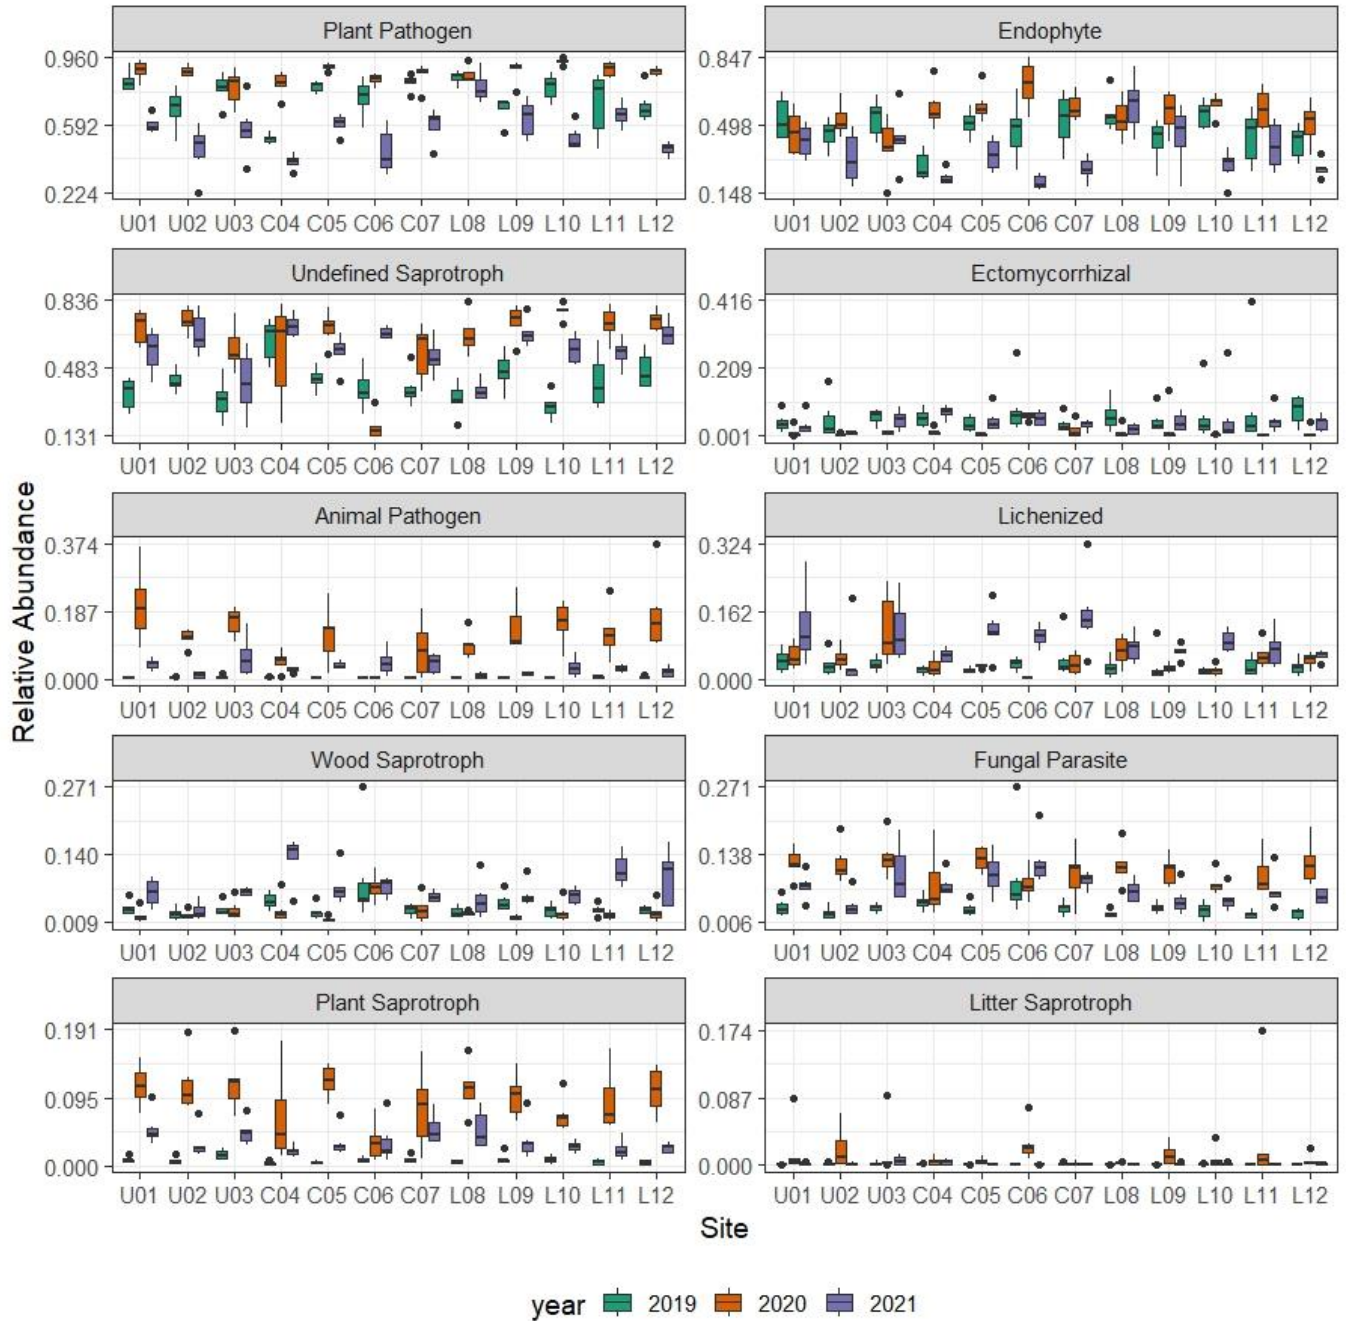 Plant Pathogen
Endophyte
0.960
0.592
0.224
0.847
0.498
0.148
U01 U02 U03 C04 C05 C06 C07 L08 L09 L10 L11 L12
U01 U02 U03 C04 C05 C06 C07 L08 L09 L10 L11 L12
Undefined Saprotroph
Ectomycorrhizal
0.836
0.483
0.131
0.416
0.209
0.001
U01 U02 U03 C04 C05 C06 C07 L08 L09 L10 L11 L12
U01 U02 U03 C04 C05 C06 C07 L08 L09 L10 L11 L12
Relative Abundance
Animal Pathogen
Lichenized
0.374
0.187
0.000
0.324
0.162
0.000
U01 U02 U03 C04 C05 C06 C07 L08 L09 L10 L11 L12
U01 U02 U03 C04 C05 C06 C07 L08 L09 L10 L11 L12
Wood Saprotroph
Fungal Parasite
0.271
0.140
0.009
0.271
0.138
0.006
U01 U02 U03 C04 C05 C06 C07 L08 L09 L10 L11 L12
U01 U02 U03 C04 C05 C06 C07 L08 L09 L10 L11 L12
Plant Saprotroph
Litter Saprotroph
0.191
0.095
0.000
0.174
0.087
0.000
U01 U02 U03 C04 C05 C06 C07 L08 L09 L10 L11 L12
U01 U02 U03 C04 C05 C06 C07 L08 L09 L10 L11 L12
Site
year 2019 2020 2021